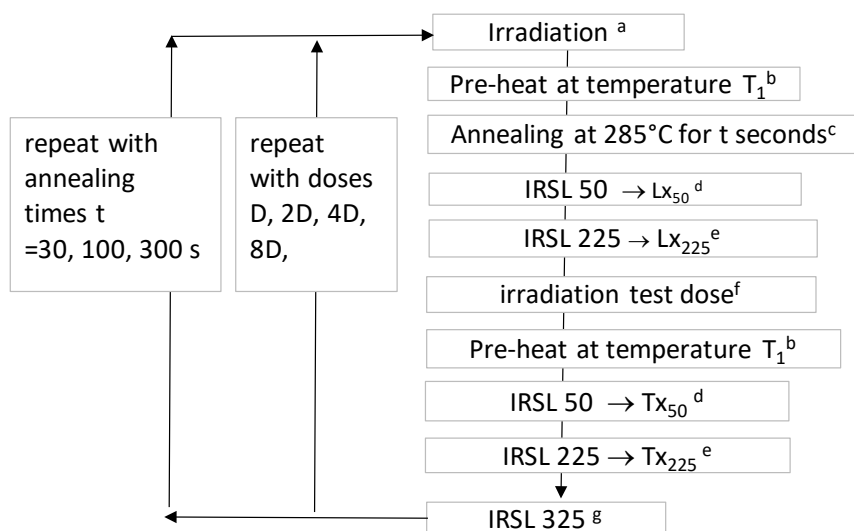 Irradiation ᵃ
Pre-heat at temperature T₁ᵇ
Annealing at 285°C for t secondsᶜ
IRSL 50 → Lx₅₀ ᵈ
IRSL 225 → Lx₂₂₅ᵉ
irradiation test doseᶠ
Pre-heat at temperature T₁ᵇ
IRSL 50 → Tx₅₀ ᵈ
IRSL 225 → Tx₂₂₅ ᵉ
IRSL 325 ᵍ
repeat with
annealing
times t
=30, 100, 300 s
repeat
with doses
D, 2D, 4D,
8D,